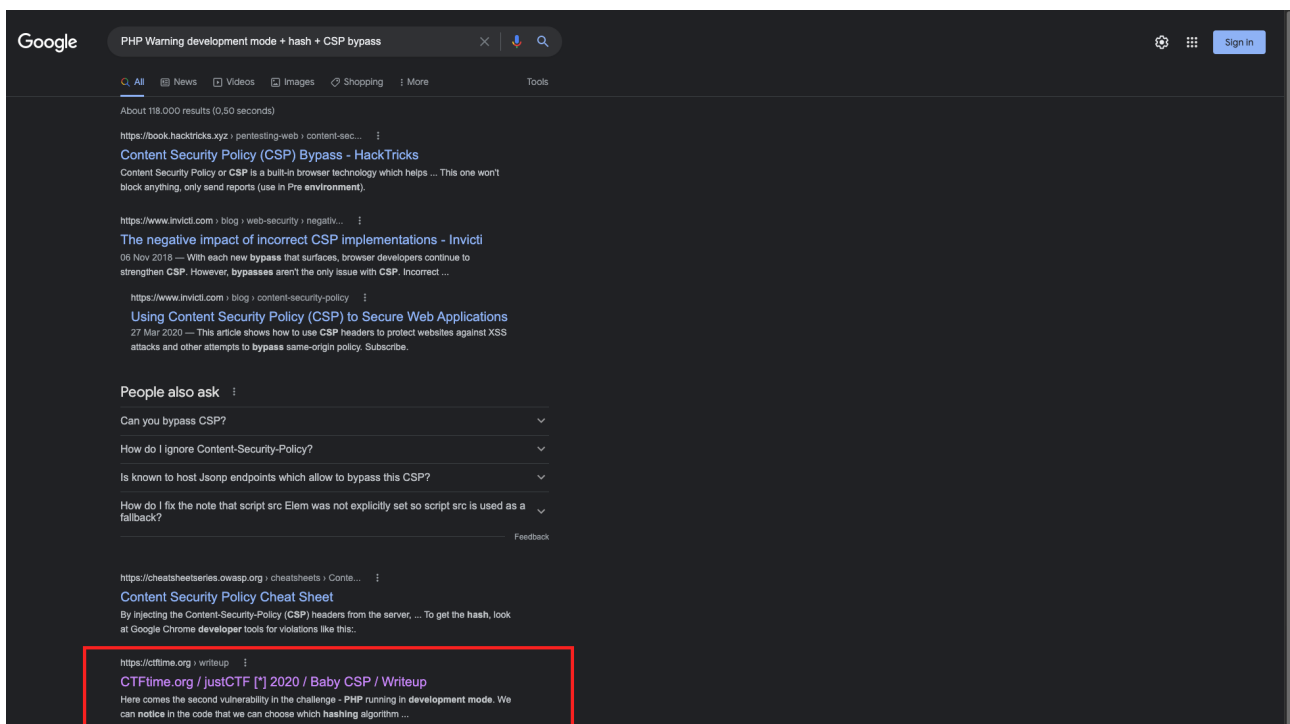 Google
PHP Warning development mode + hash + CSP bypass
Sign in
All News Videos Images Shopping More Tools
About 118.000 results (0,50 seconds)
https://book.hacktricks.xyz › pentesting-web › content-sec...
Content Security Policy (CSP) Bypass - HackTricks
Content Security Policy or CSP is a built-in browser technology which helps ... This one won't
block anything, only send reports (use in Pre environment).
https://www.invicti.com › blog › web-security › negativ...
The negative impact of incorrect CSP implementations - Invicti
06 Nov 2018 — With each new bypass that surfaces, browser developers continue to
strengthen CSP. However, bypasses aren't the only issue with CSP. Incorrect ...
https://www.invicti.com › blog › content-security-policy
Using Content Security Policy (CSP) to Secure Web Applications
27 Mar 2020 — This article shows how to use CSP headers to protect websites against XSS
attacks and other attempts to bypass same-origin policy. Subscribe.
People also ask
Can you bypass CSP?
How do I ignore Content-Security-Policy?
Is known to host Jsonp endpoints which allow to bypass this CSP?
How do I fix the note that script src Elem was not explicitly set so script src is used as a
fallback?
Feedback
https://cheatsheetseries.owasp.org › cheatsheets › Conte...
Content Security Policy Cheat Sheet
By injecting the Content-Security-Policy (CSP) headers from the server, ... To get the hash, look
at Google Chrome developer tools for violations like this:.
https://ctftime.org › writeup
CTFtime.org / justCTF [*] 2020 / Baby CSP / Writeup
Here comes the second vulnerability in the challenge - PHP running in development mode. We
can notice in the code that we can choose which hashing algorithm ...